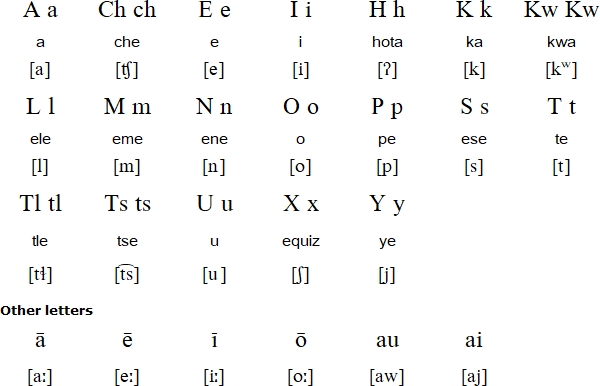 A a Ch ch E e I i H h K k Kw Kw
a che e i hota ka kwa
[a] [ʧ] [e] [i] [ʔ] [k] [kʷ]
L l M m N n O o P p S s T t
ele eme ene o pe ese te
[l] [m] [n] [o] [p] [s] [t]
Tl tl Ts ts U u X x Y y
tle tse u equiz ye
[tɬ] [t͡s] [u] [ʃ] [j]
Other letters
ā ē ī ō au ai
[aː] [eː] [iː] [oː] [aw] [aj]